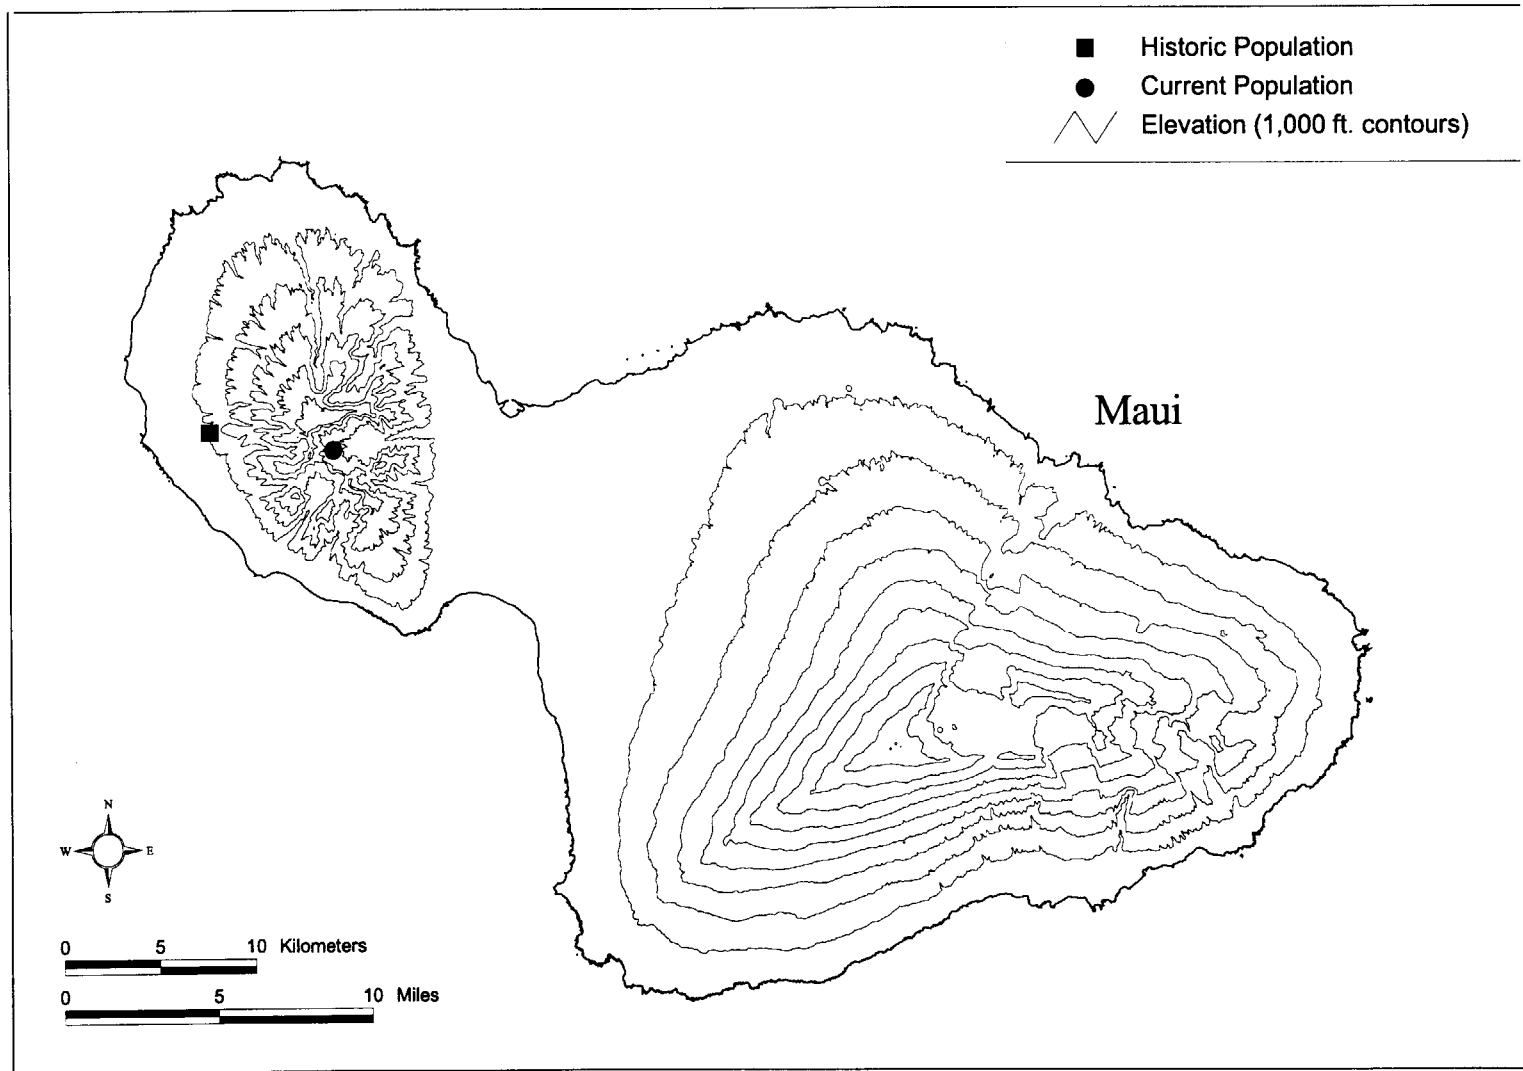 Historic Population
Current Population
Elevation (1,000 ft. contours)
Maui
N
W E
S
0 5 10 Kilometers
0 5 10 Miles